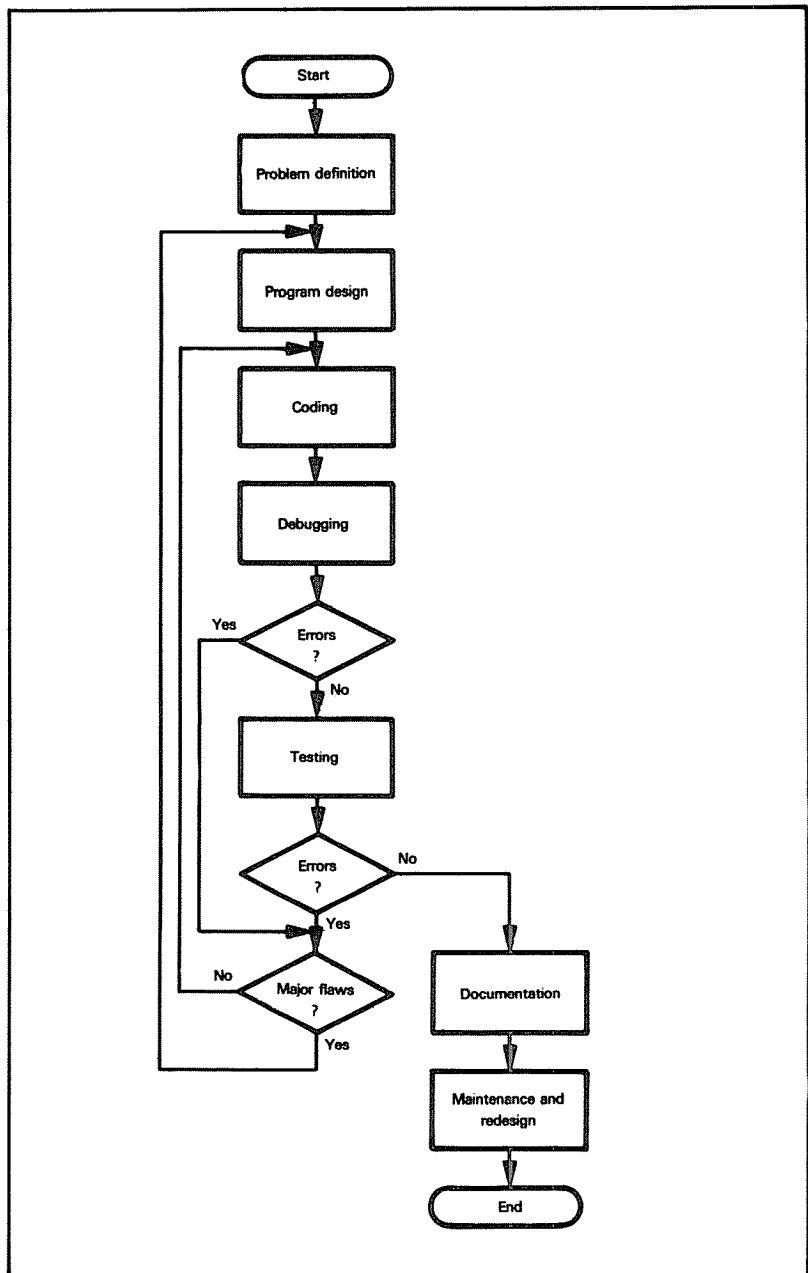 Start
Problem definition
Program design
Coding
Debugging
Yes
Errors
?
No
Testing
Errors
?
No
Yes
No
Major flaws
?
Yes
Documentation
Maintenance and
redesign
End